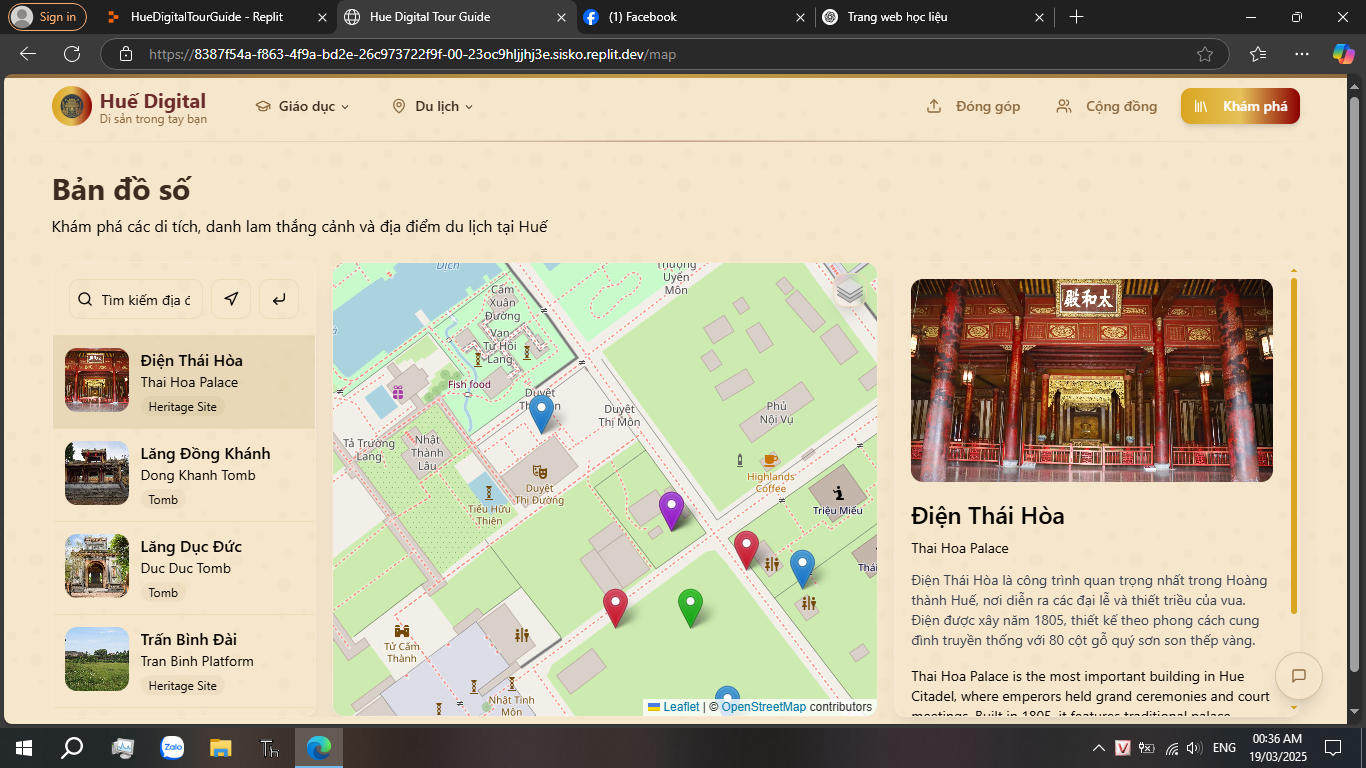 Sign in
HueDigitalTourGuide - Replit
Hue Digital Tour Guide
(1) Facebook
Trang web học liệu
https://8387f54a-f863-4f9a-bd2e-26c973722f9f-00-23oc9hljjhj3e.sisko.replit.dev/map
Huế Digital
Di sản trong tay bạn
Giáo dục
Du lịch
Đóng góp
Cộng đồng
Khám phá
Bản đồ số
Khám phá các di tích, danh lam thắng cảnh và địa điểm du lịch tại Huế
Tìm kiếm địa đ
Điện Thái Hòa
Thai Hoa Palace
Heritage Site
Lăng Đồng Khánh
Dong Khanh Tomb
Tomb
Lăng Dục Đức
Duc Duc Tomb
Tomb
Trấn Bình Đài
Tran Binh Platform
Heritage Site
Dịch
Thượng
Uyển
Môn
Cẩm
Xuân
Đường
Vạn
Tự Hồi
Lang
Fish food
Duyệt
Duyệt
Thị Môn
Phủ
Nội Vụ
Tả Trường
Lang
Nhật
Thành
Lâu
Highlands
Coffee
Duyệt
Thị Đường
Tiểu Hữu
Thiên
Triệu Miếu
Thái
Tử Cấm
Thành
Nhật Tinh
Môn
Leaflet | © OpenStreetMap contributors
殿和太
Điện Thái Hòa
Thai Hoa Palace
Điện Thái Hòa là công trình quan trọng nhất trong Hoàng
thành Huế, nơi diễn ra các đại lễ và thiết triều của vua.
Điện được xây năm 1805, thiết kế theo phong cách cung
đình truyền thống với 80 cột gỗ quý sơn son thếp vàng.
Thai Hoa Palace is the most important building in Hue
Citadel, where emperors held grand ceremonies and court
meetings. Built in 1805, it features traditional palace
Zalo
Th
V
ENG
00:36 AM
19/03/2025